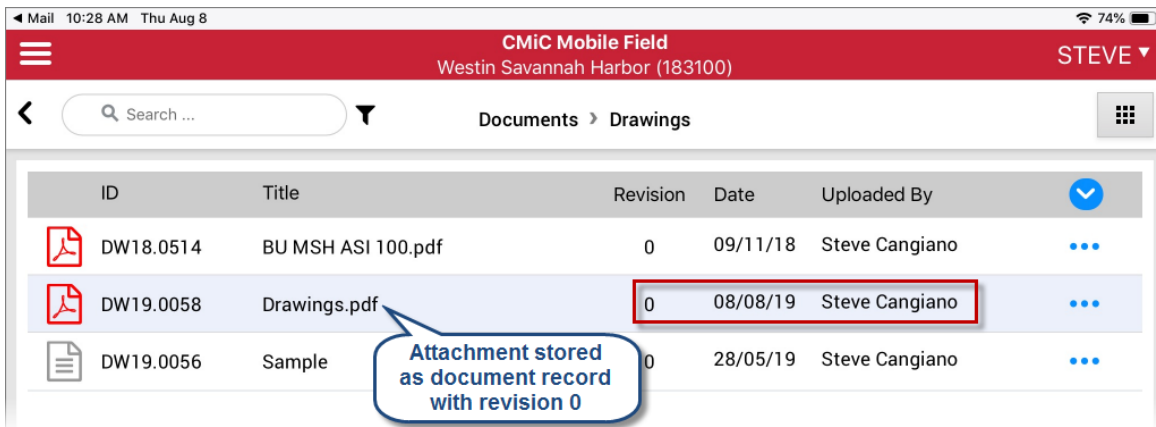 Mail 10:28 AM Thu Aug 8 74%
CMiC Mobile Field
Westin Savannah Harbor (183100)
STEVE
Search ...
Documents > Drawings
ID Title Revision Date Uploaded By
DW18.0514 BU MSH ASI 100.pdf 0 09/11/18 Steve Cangiano
DW19.0058 Drawings.pdf 0 08/08/19 Steve Cangiano
DW19.0056 Sample 0 28/05/19 Steve Cangiano
Attachment stored
as document record
with revision 0